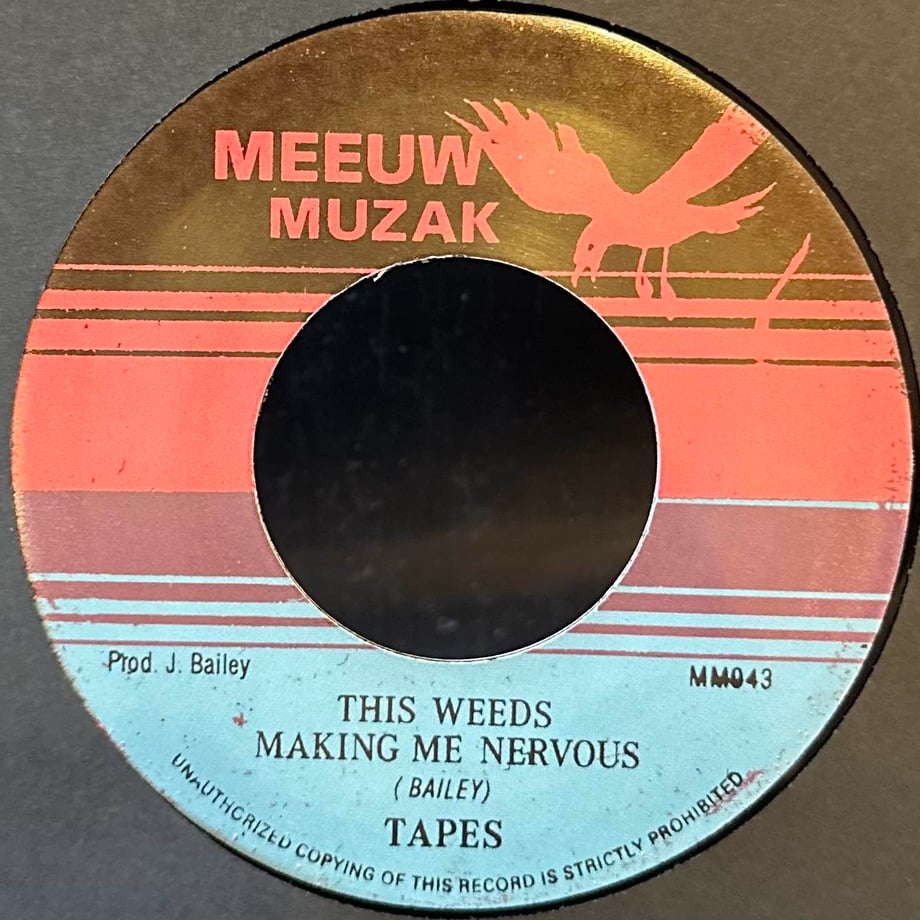 MEEUW
MUZAK
Prod. J. Bailey
MM043
THIS WEEDS
MAKING ME NERVOUS
( BAILEY)
TAPES
UNAUTHORIZED COPYING OF THIS RECORD IS STRICTLY PROHIBITED